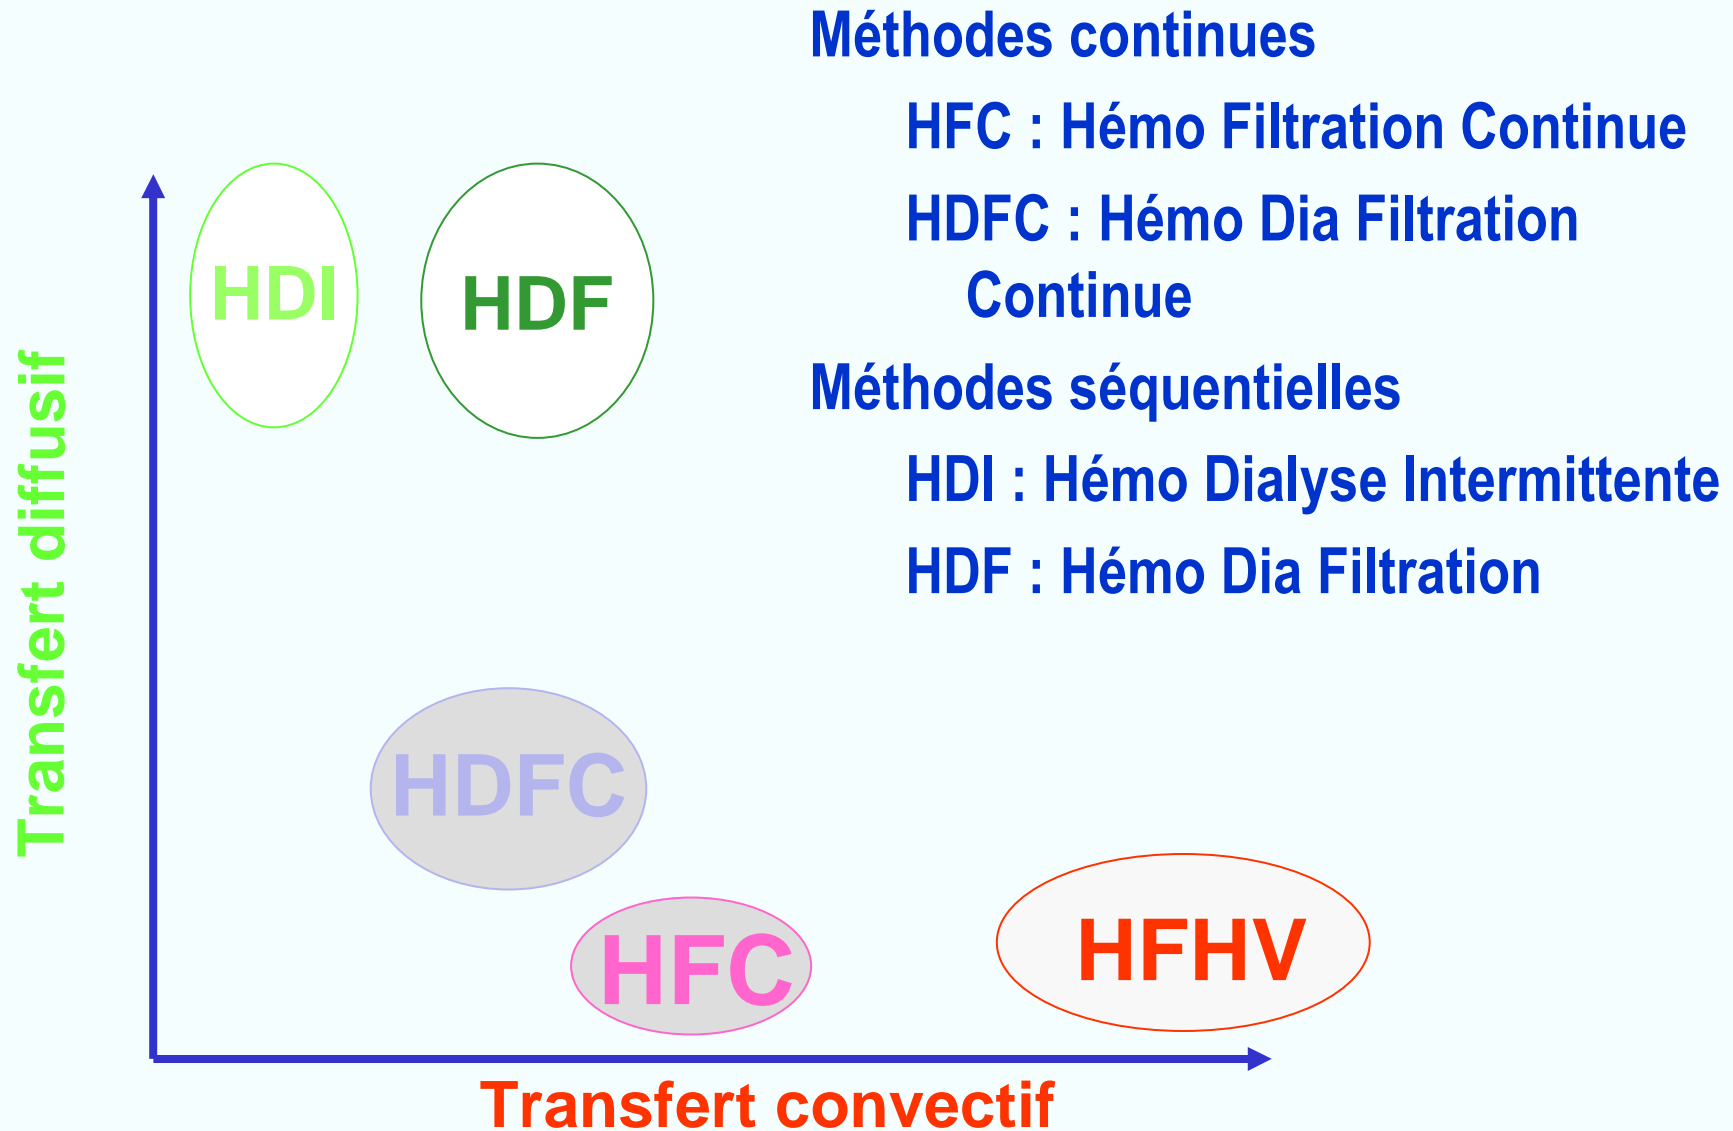 Méthodes continues
HFC : Hémo Filtration Continue
HDFC : Hémo Dia Filtration
Continue
Méthodes séquentielles
HDI : Hémo Dialyse Intermittente
HDF : Hémo Dia Filtration
Transfert diffusif
HDI
HDF
HDFC
HFC
HFHV
Transfert convectif